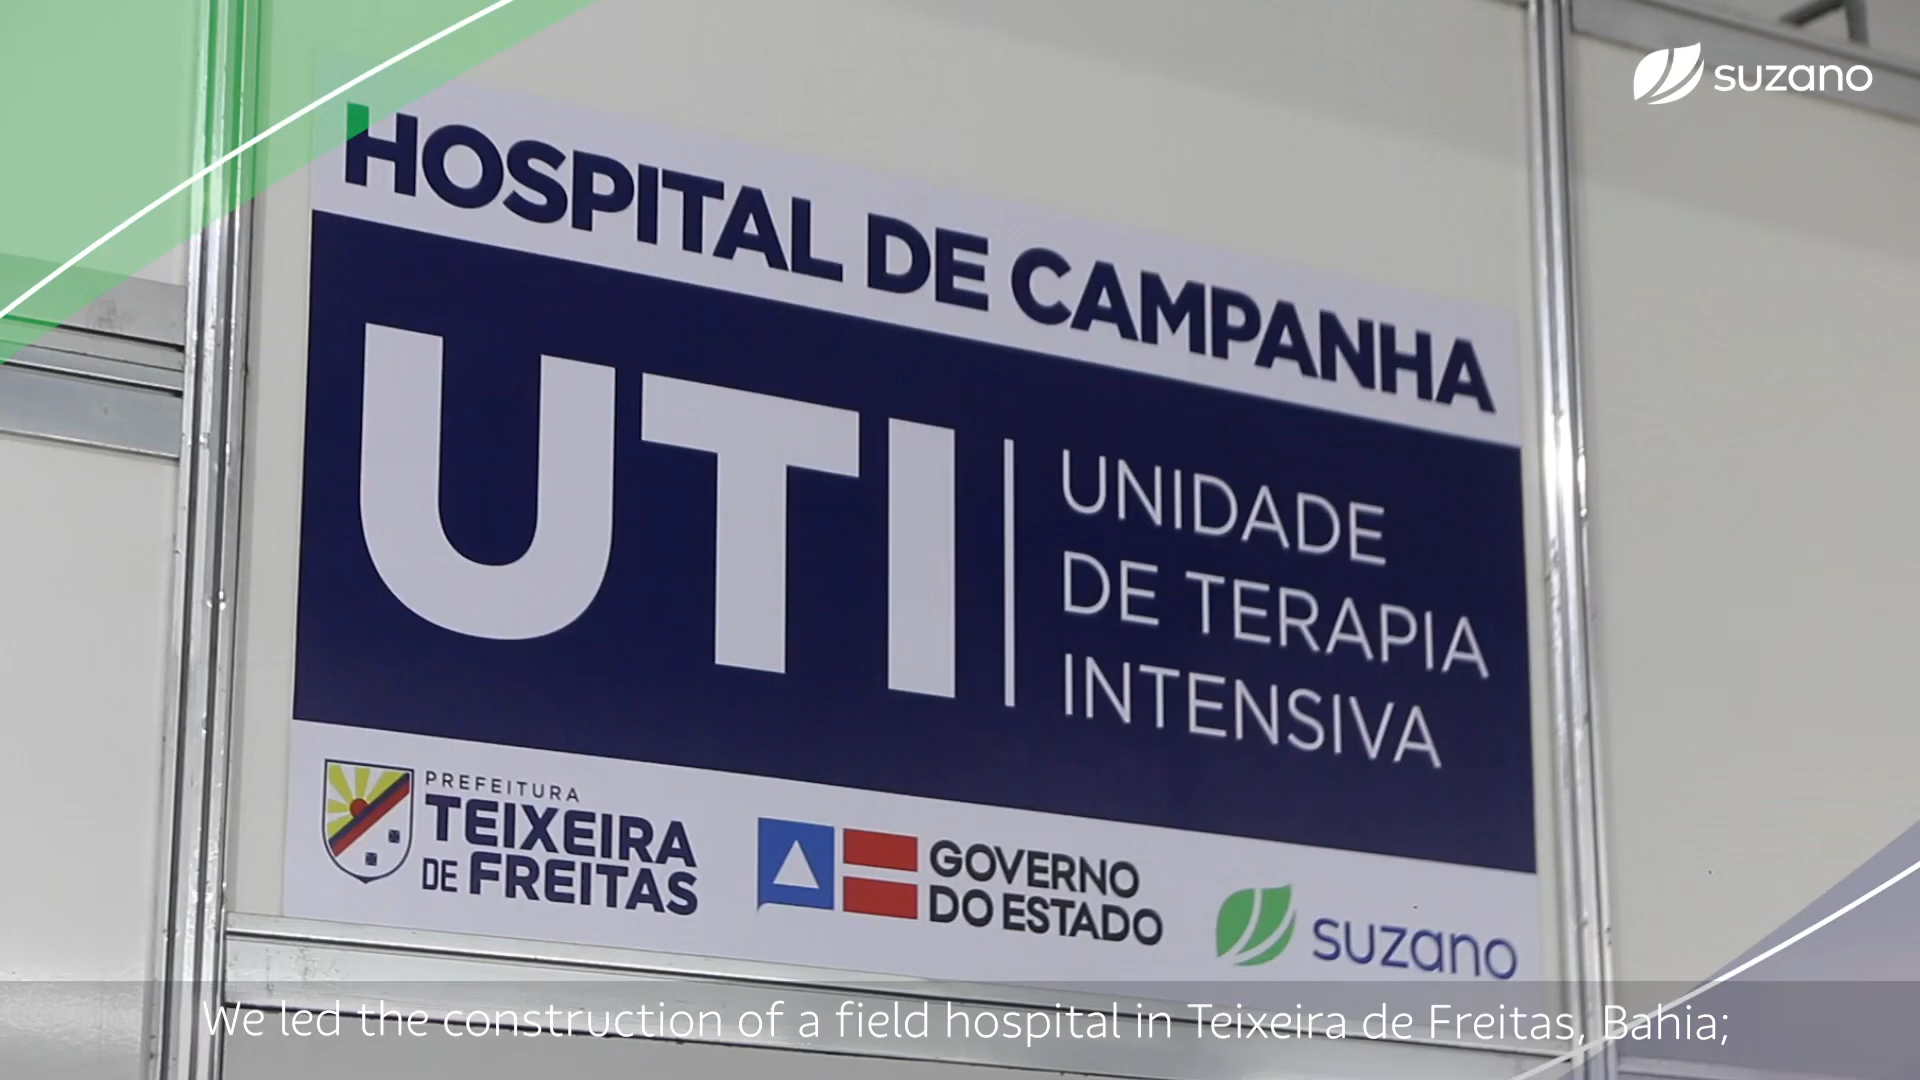 suzano
HOSPITAL DE CAMPANHA
UTI
UNIDADE
DE TERAPIA
INTENSIVA
PREFEITURA
TEIXEIRA
DE FREITAS
GOVERNO
DO ESTADO
suzano
We led the construction of a field hospital in Teixeira de Freitas, Bahia;